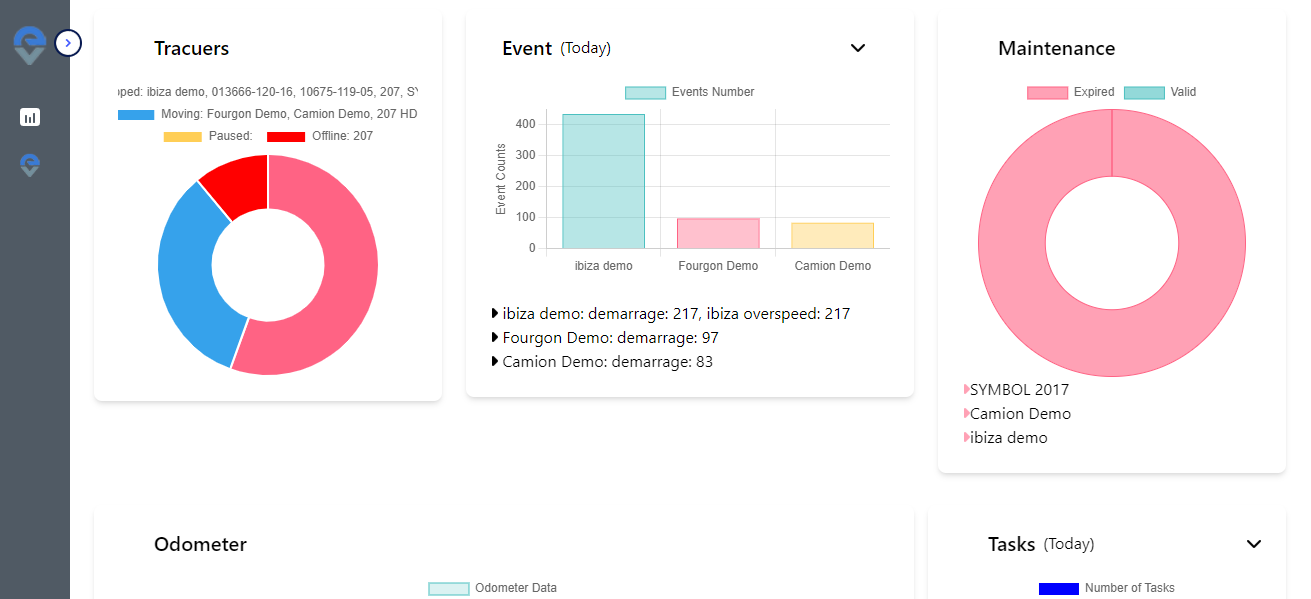 Tracuers
pped: ibiza demo, 013666-120-16, 10675-119-05, 207, SY
Moving: Fourgon Demo, Camion Demo, 207 HD
Paused: Offline: 207
Event (Today)
Events Number
400
300
200
100
0
Event Counts
ibiza demo Fourgon Demo Camion Demo
ibiza demo: demarrage: 217, ibiza overspeed: 217
Fourgon Demo: demarrage: 97
Camion Demo: demarrage: 83
Maintenance
Expired Valid
SYMBOL 2017
Camion Demo
ibiza demo
Odometer
Odometer Data
Tasks (Today)
Number of Tasks